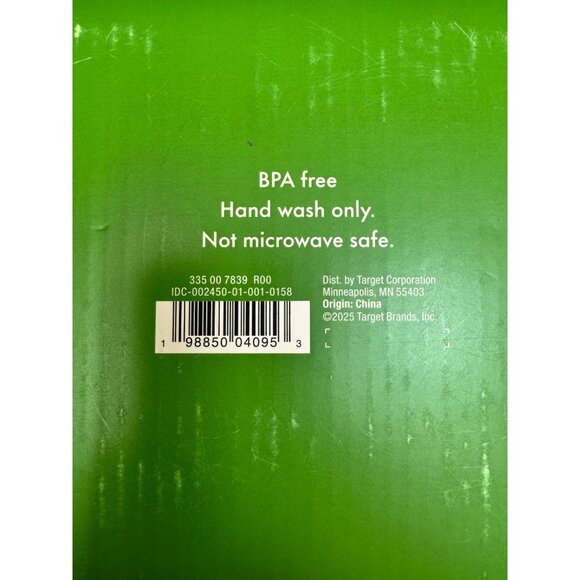 BPA free
Hand wash only.
Not microwave safe.
335 00 7839 R00
IDC-002450-01-001-0158
1 98850 04095 3
Dist. by Target Corporation
Minneapolis, MN 55403
Origin: China
©2025 Target Brands, Inc.